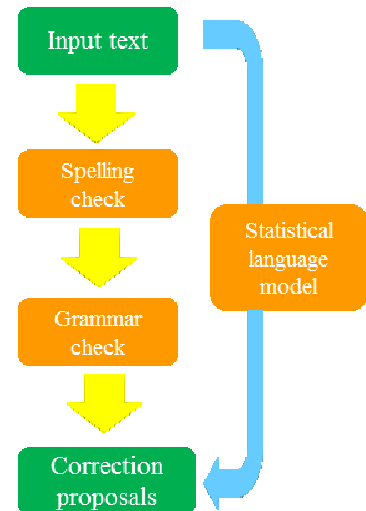 Input text
Spelling
check
Statistical
language
model
Grammar
check
Correction
proposals